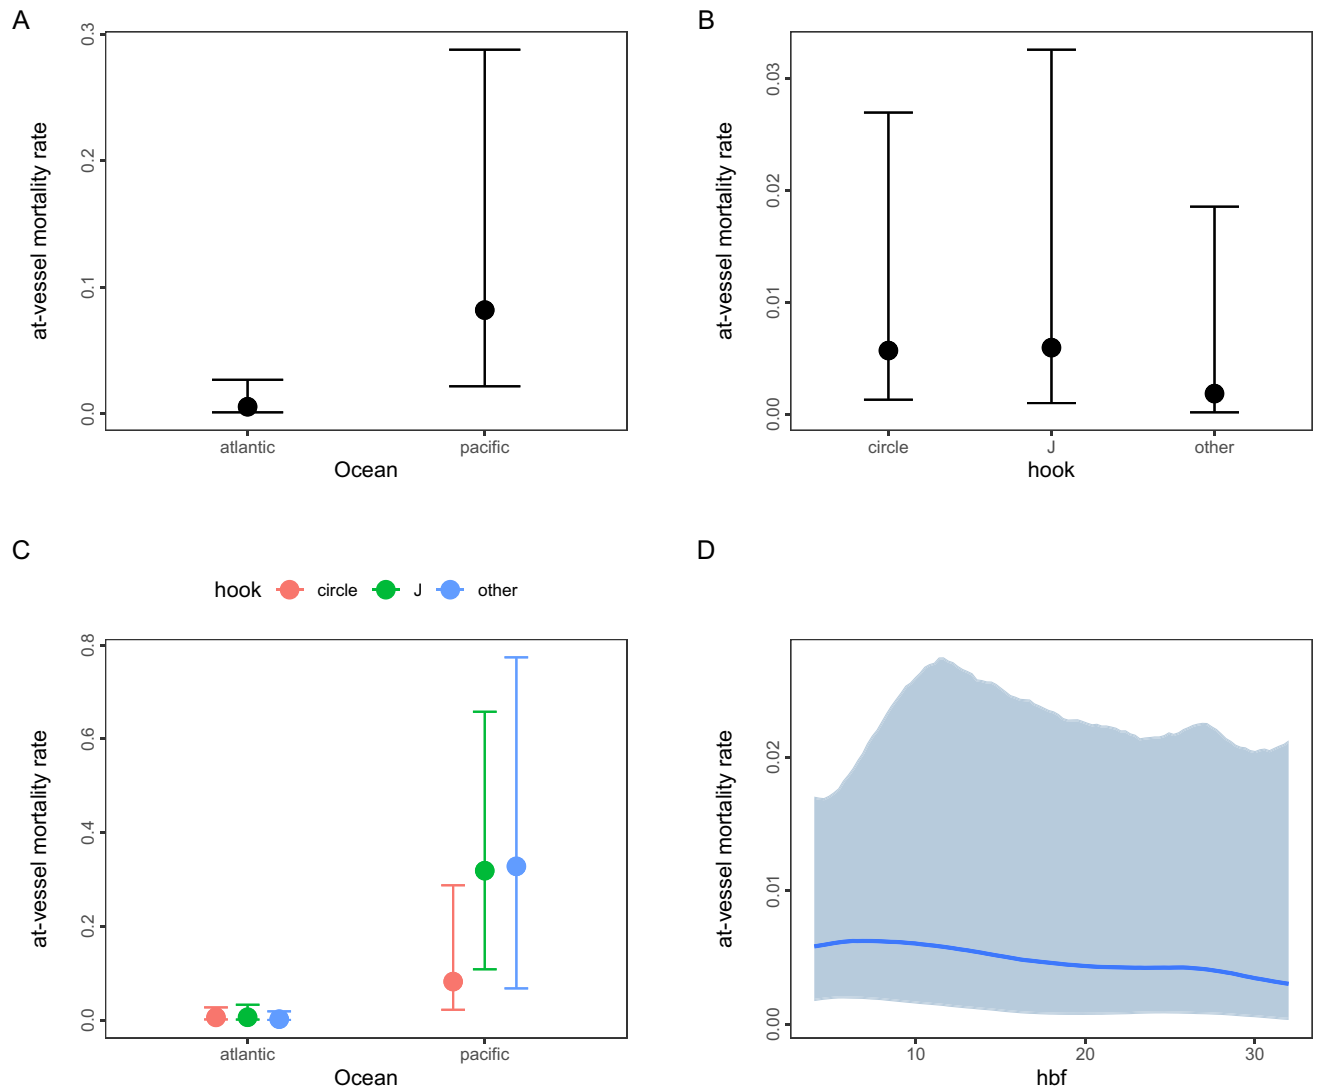 A
at-vessel mortality rate
0.3
0.2
0.1
0.0
atlantic pacific
Ocean
B
at-vessel mortality rate
0.03
0.02
0.01
0.00
circle J other
hook
C
hook circle J other
at-vessel mortality rate
0.8
0.6
0.4
0.2
0.0
atlantic pacific
Ocean
D
at-vessel mortality rate
0.02
0.01
0.00
10 20 30
hbf